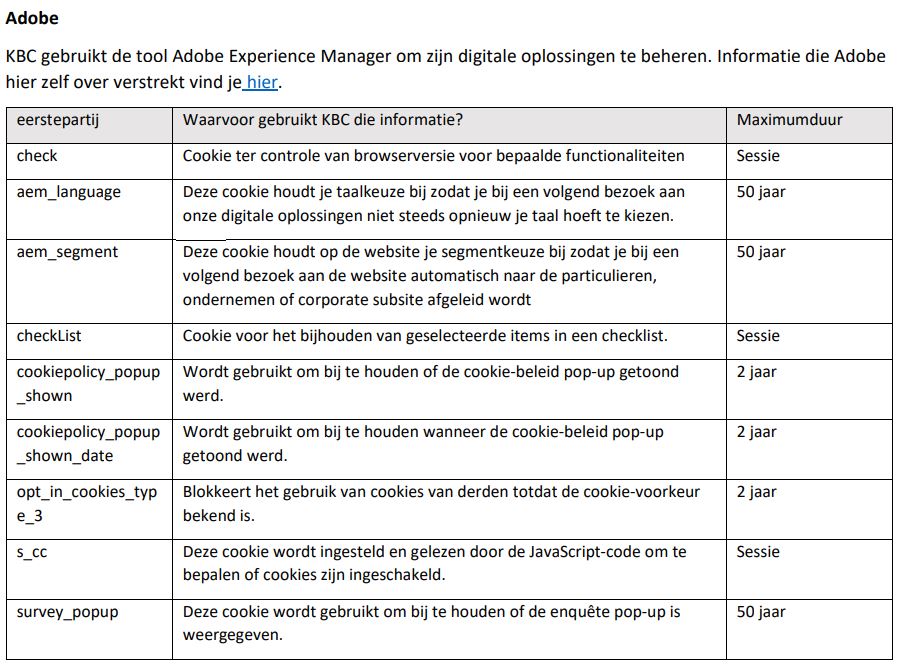 Adobe
KBC gebruikt de tool Adobe Experience Manager om zijn digitale oplossingen te beheren. Informatie die Adobe
hier zelf over verstrekt vind je hier.
eerstepartij Waarvoor gebruikt KBC die informatie? Maximumduur
check Cookie ter controle van browserversie voor bepaalde functionaliteiten Sessie
aem_language Deze cookie houdt je taalkeuze bij zodat je bij een volgend bezoek aan 50 jaar
onze digitale oplossingen niet steeds opnieuw je taal hoeft te kiezen.
aem_segment Deze cookie houdt op de website je segmentkeuze bij zodat je bij een 50 jaar
volgend bezoek aan de website automatisch naar de particulieren,
ondernemen of corporate subsite afgeleid wordt
checkList Cookie voor het bijhouden van geselecteerde items in een checklist. Sessie
cookiepolicy_popup Wordt gebruikt om bij te houden of de cookie-beleid pop-up getoond 2 jaar
_shown werd.
cookiepolicy_popup Wordt gebruikt om bij te houden wanneer de cookie-beleid pop-up 2 jaar
_shown_date getoond werd.
opt_in_cookies_typ Blokkeert het gebruik van cookies van derden totdat de cookie-voorkeur 2 jaar
e_3 bekend is.
s_cc Deze cookie wordt ingesteld en gelezen door de JavaScript-code om te Sessie
bepalen of cookies zijn ingeschakeld.
survey_popup Deze cookie wordt gebruikt om bij te houden of de enquête pop-up is 50 jaar
weergegeven.